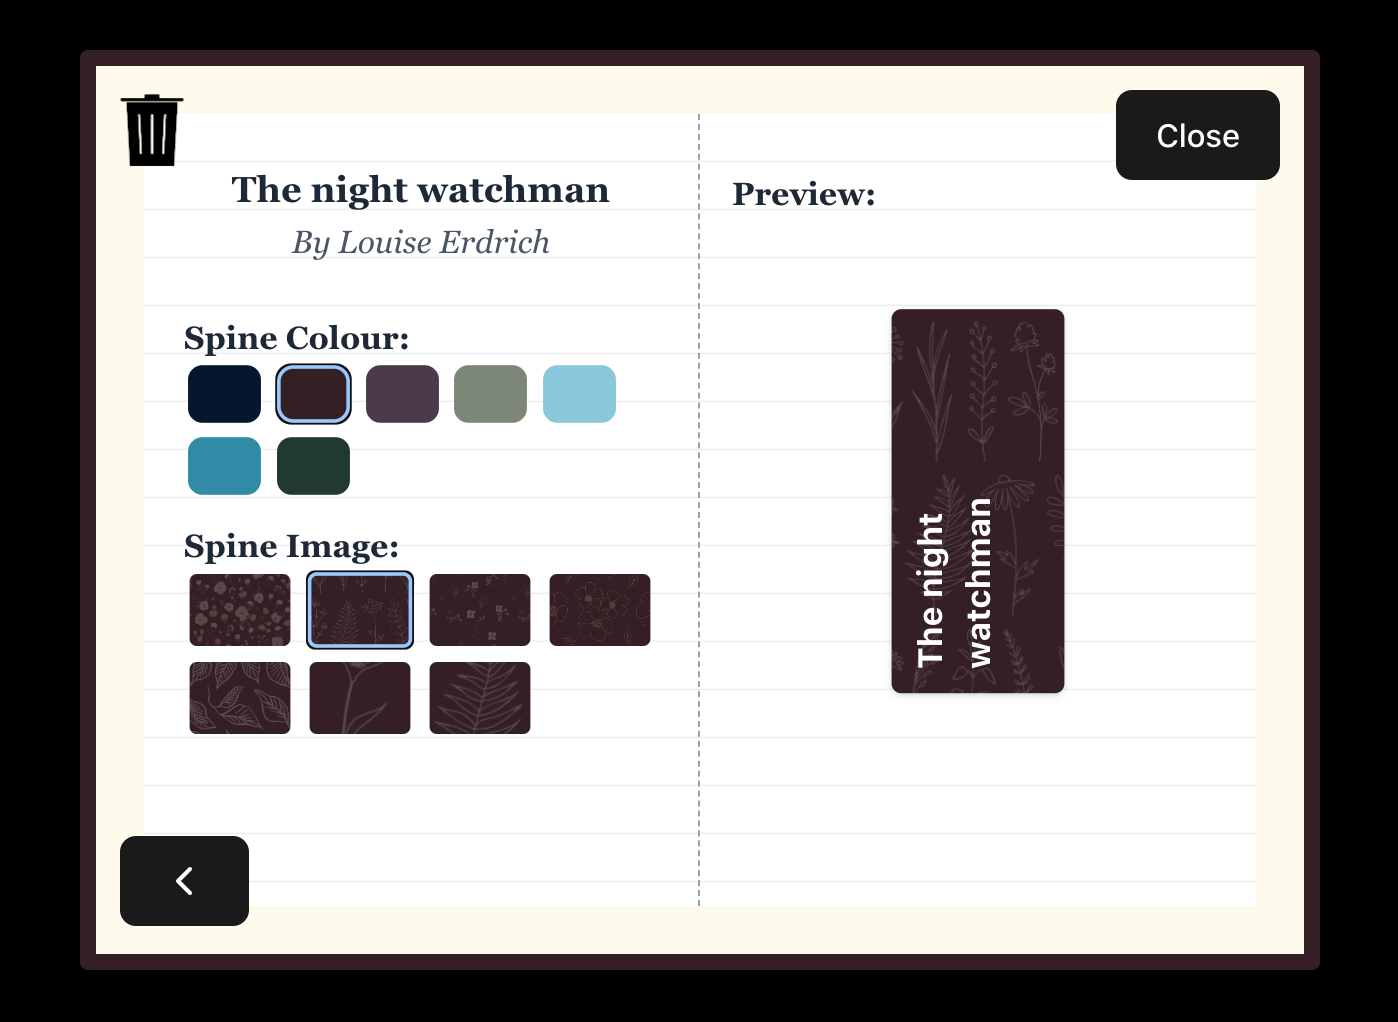 Close
The night watchman
By Louise Erdrich
Spine Colour:
Spine Image:
Preview:
The night
watchman